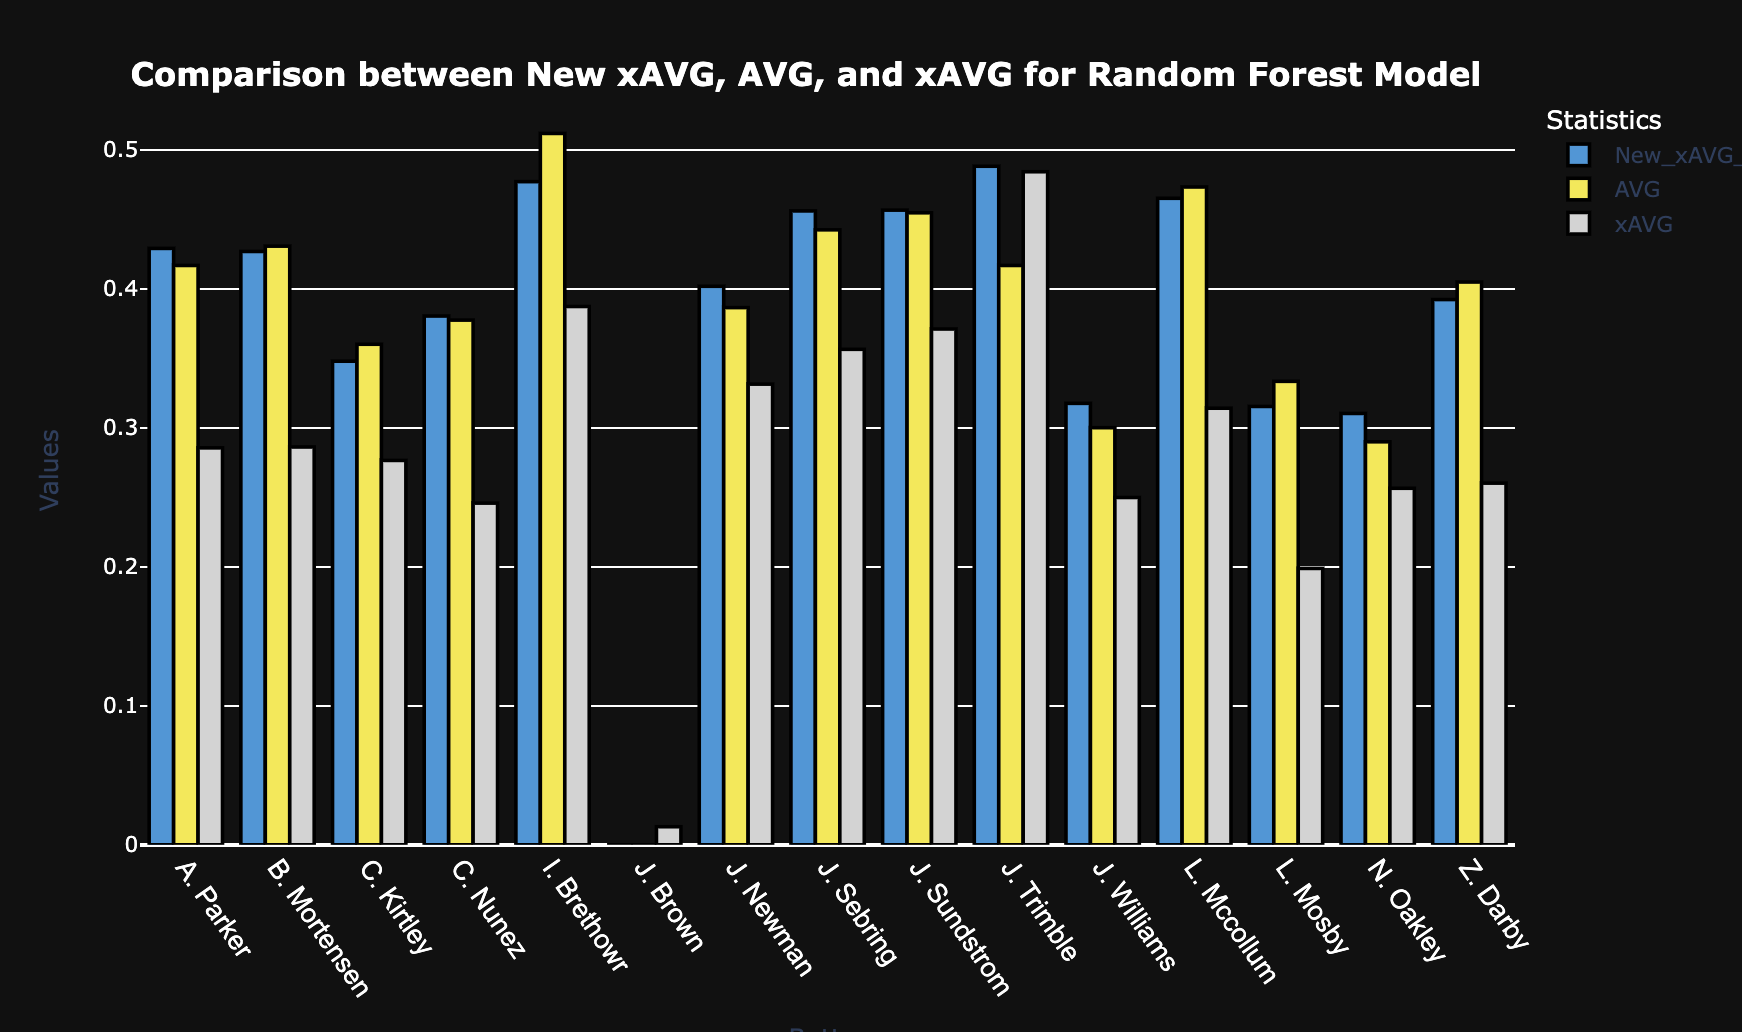 Comparison between New xAVG, AVG, and xAVG for Random Forest Model
Statistics
New_xAVG_
AVG
xAVG
Values
0.5
0.4
0.3
0.2
0.1
0
A. Parker
B. Mortensen
C. Kirtley
C. Nunez
I. Brethowr
J. Brown
J. Newman
J. Sebring
J. Sundstrom
J. Trimble
J. Williams
L. Mccollum
L. Mosby
N. Oakley
Z. Darby